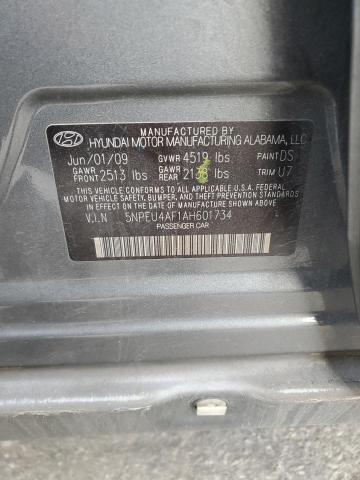 MANUFACTURED BY
HYUNDAI MOTOR MANUFACTURING ALABAMA, LLC
Jun/01/09 GVWR 4519 lbs PAINT DS
GAWR FRONT 2513 lbs GAWR REAR 2138 lbs TRIM U7
THIS VEHICLE CONFORMS TO ALL APPLICABLE U.S.A. FEDERAL
MOTOR VEHICLE SAFETY, BUMPER, AND THEFT PREVENTION STANDARDS
IN EFFECT ON THE DATE OF MANUFACTURE SHOWN ABOVE.
V.I.N 5NPEU4AF1AH601734
PASSENGER CAR